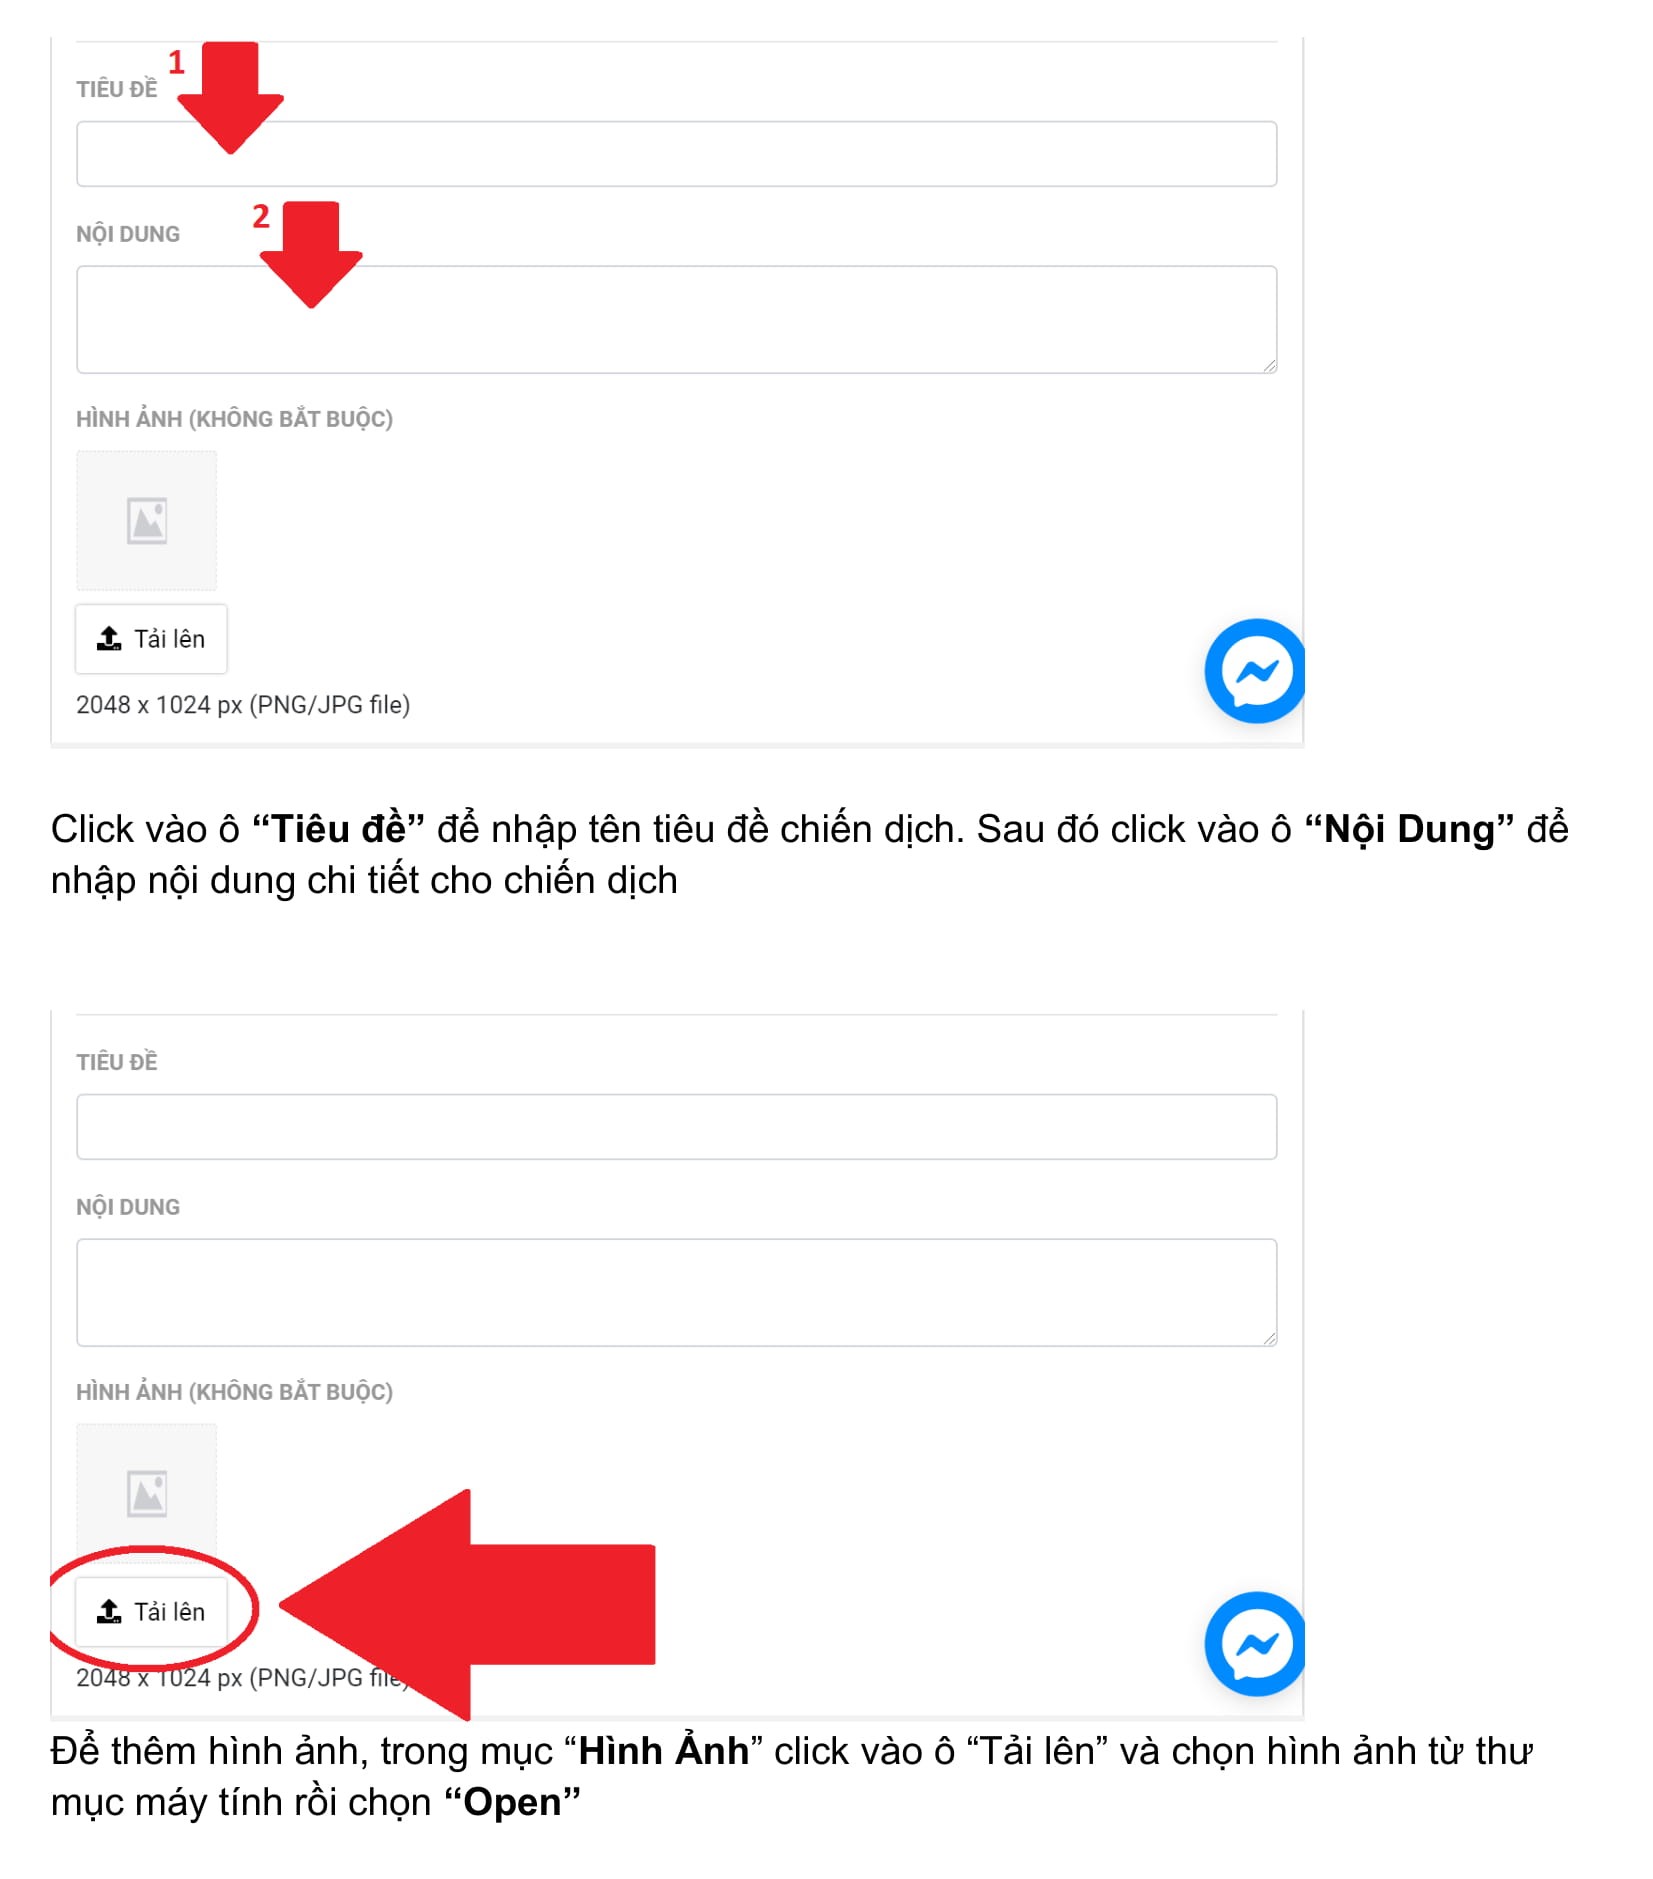 1
TIÊU ĐỀ
2
NỘI DUNG
HÌNH ẢNH (KHÔNG BẮT BUỘC)
Tải lên
2048 x 1024 px (PNG/JPG file)
Click vào ô “Tiêu đề” để nhập tên tiêu đề chiến dịch. Sau đó click vào ô “Nội Dung” để
nhập nội dung chi tiết cho chiến dịch
TIÊU ĐỀ
NỘI DUNG
HÌNH ẢNH (KHÔNG BẮT BUỘC)
Tải lên
2048 x 1024 px (PNG/JPG file)
Để thêm hình ảnh, trong mục “Hình Ảnh” click vào ô “Tải lên” và chọn hình ảnh từ thư
mục máy tính rồi chọn “Open”